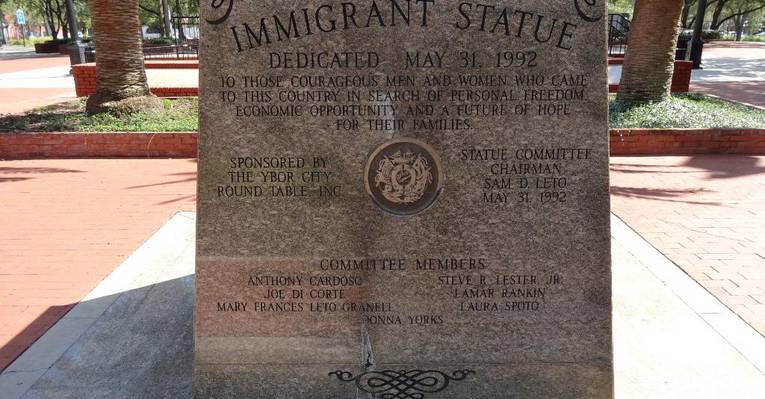 IMMIGRANT STATUE
DEDICATED MAY 31, 1992
TO THOSE COURAGEOUS MEN AND WOMEN WHO CAME
TO THIS COUNTRY IN SEARCH OF PERSONAL FREEDOM,
ECONOMIC OPPORTUNITY AND A FUTURE OF HOPE
FOR THEIR FAMILIES.
SPONSORED BY
THE YBOR CITY
ROUND TABLE, INC.
STATUE COMMITTEE
CHAIRMAN
SAM D. LETO
MAY 31, 1992
COMMITTEE MEMBERS
ANTHONY CARDOSO
JOE DI CORTE
MARY FRANCES LETO GRANELL
STEVE R. LESTER JR.
LAMAR RANKIN
LAURA SPOTO
DONNA YORKS